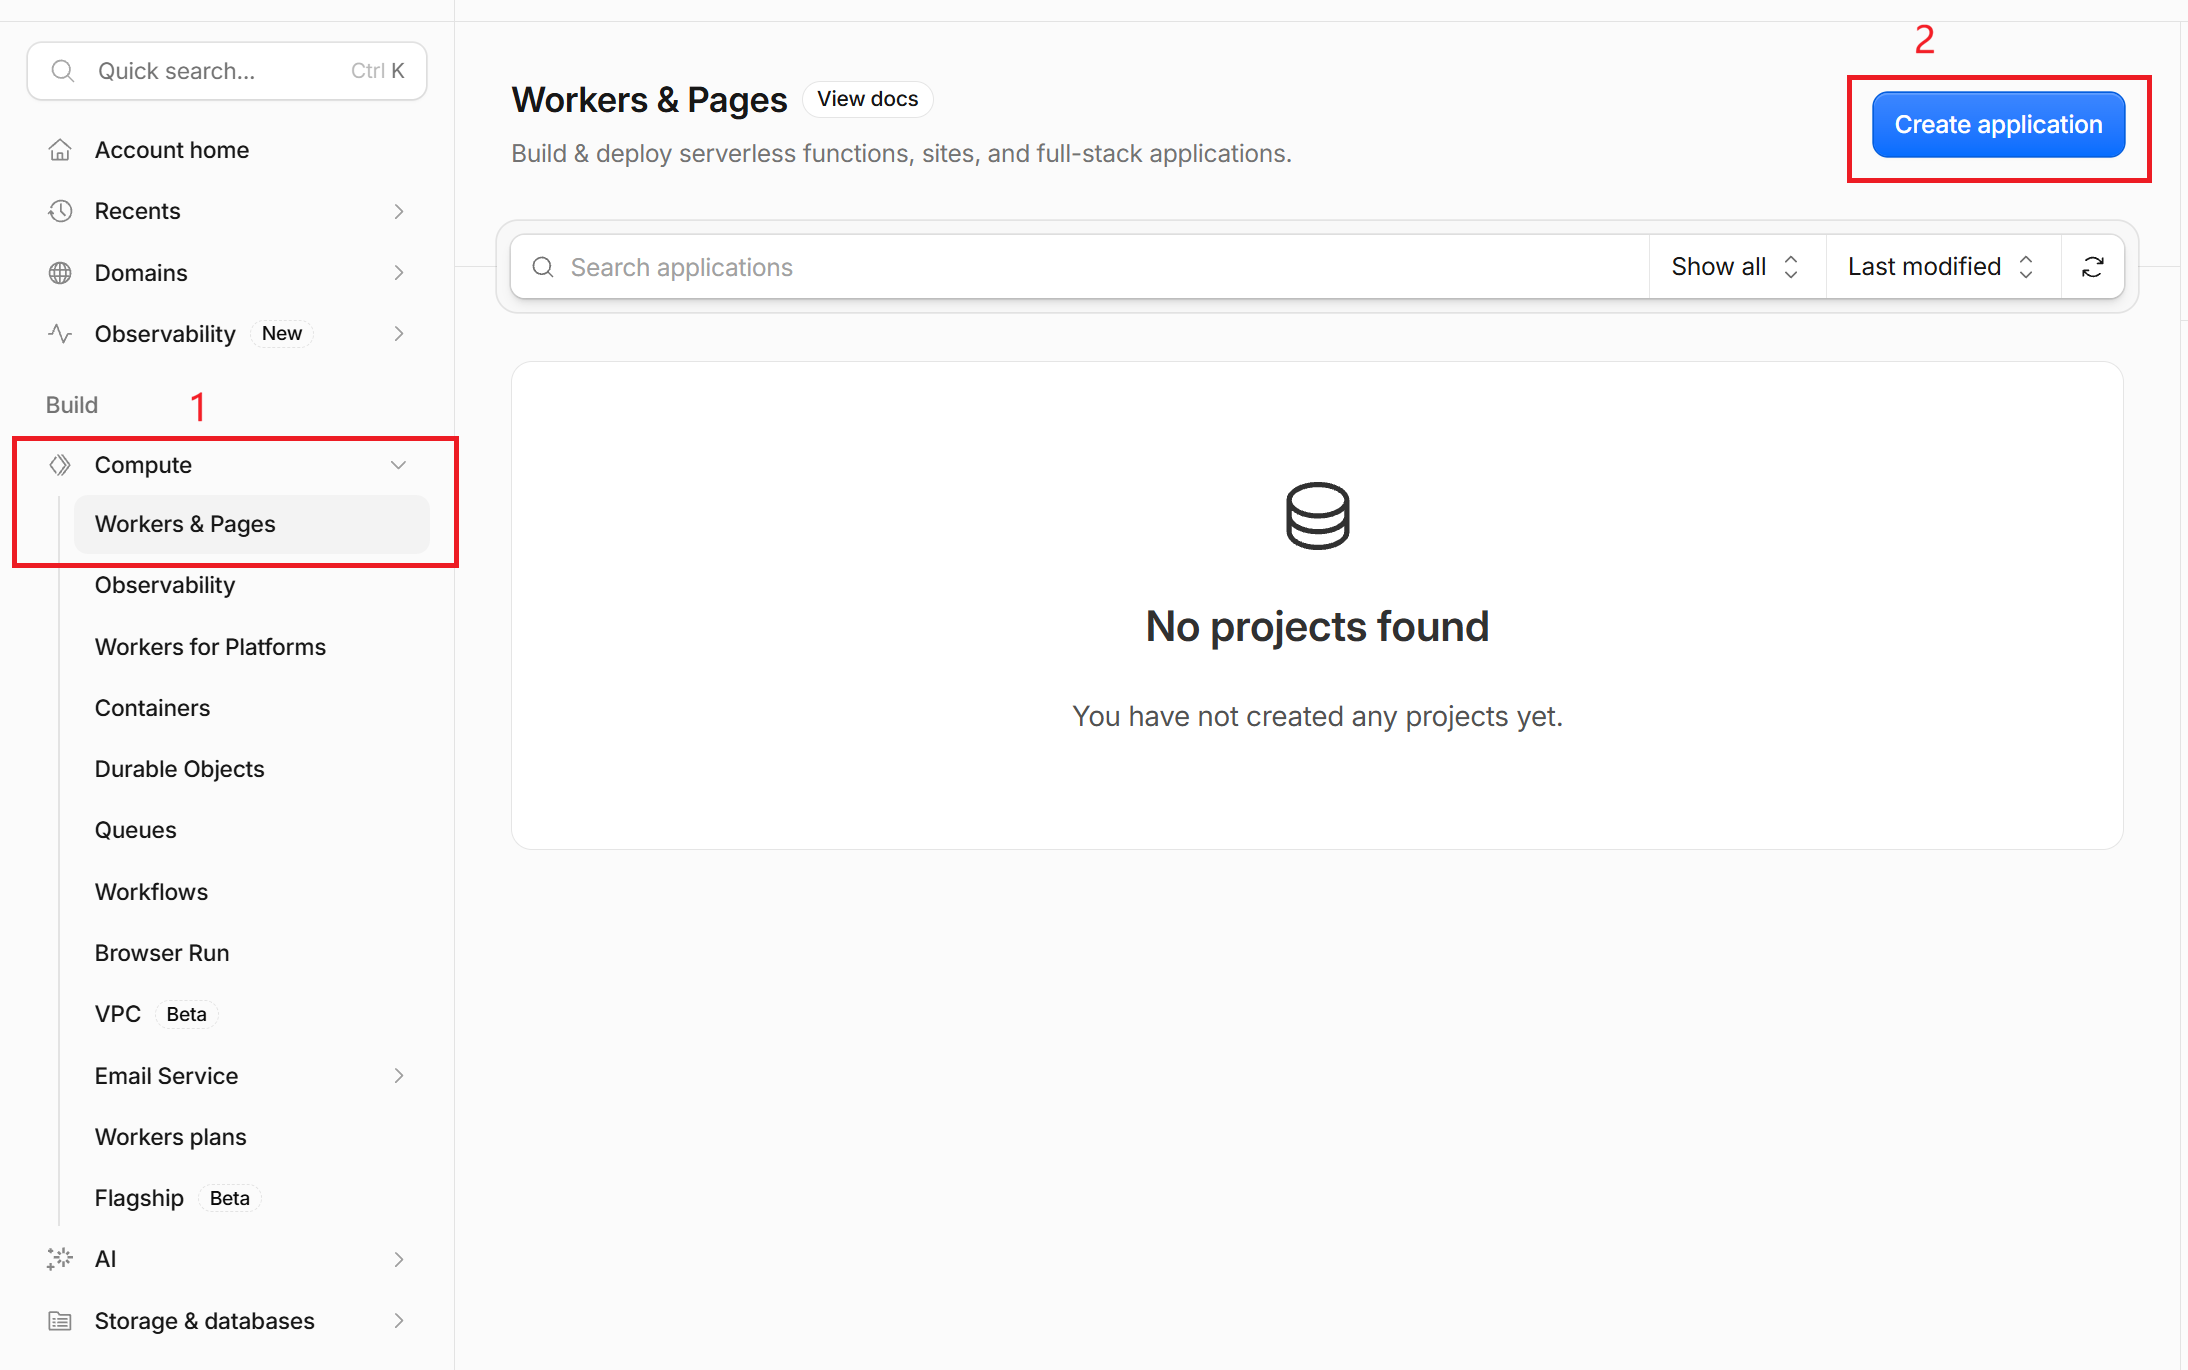 Quick search... Ctrl K
Account home
Recents
Domains
Observability New
Build 1
Compute
Workers & Pages
Observability
Workers for Platforms
Containers
Durable Objects
Queues
Workflows
Browser Run
VPC Beta
Email Service
Workers plans
Flagship Beta
AI
Storage & databases
2
Workers & Pages View docs
Create application
Build & deploy serverless functions, sites, and full-stack applications.
Search applications Show all Last modified
No projects found
You have not created any projects yet.